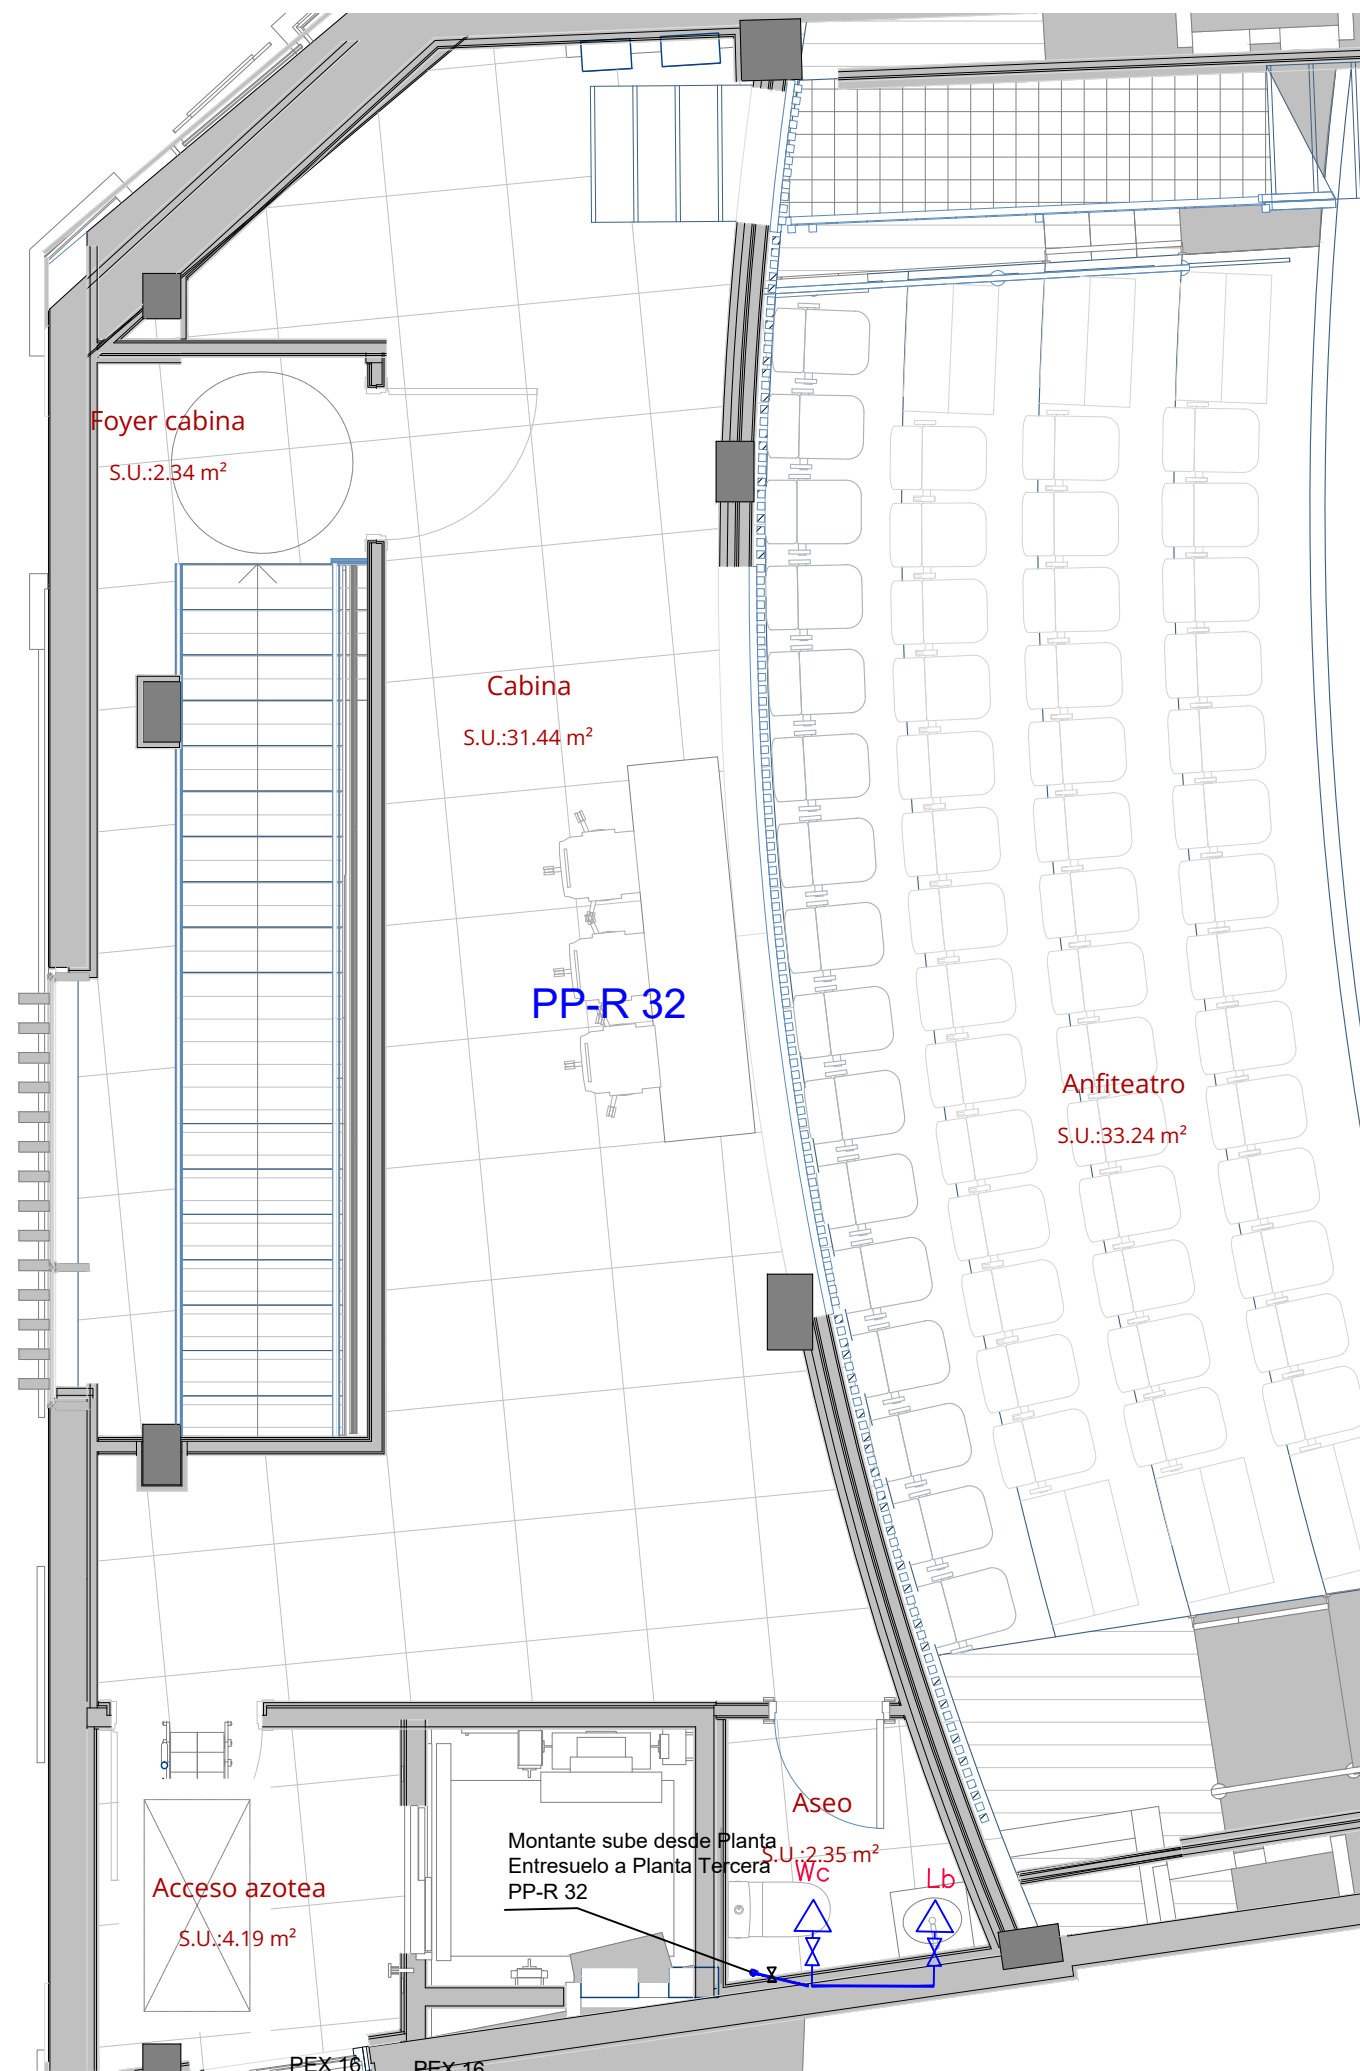 Foyer cabina
S.U.:2.34 m²
Cabina
S.U.:31.44 m²
PP-R 32
Anfiteatro
S.U.:33.24 m²
Aseo
S.U.:2.35 m²
Montante sube desde Planta
Entresuelo a Planta Tercera
PP-R 32
Wc
Lb
Acceso azotea
S.U.:4.19 m²
PEX 16
PEX 16